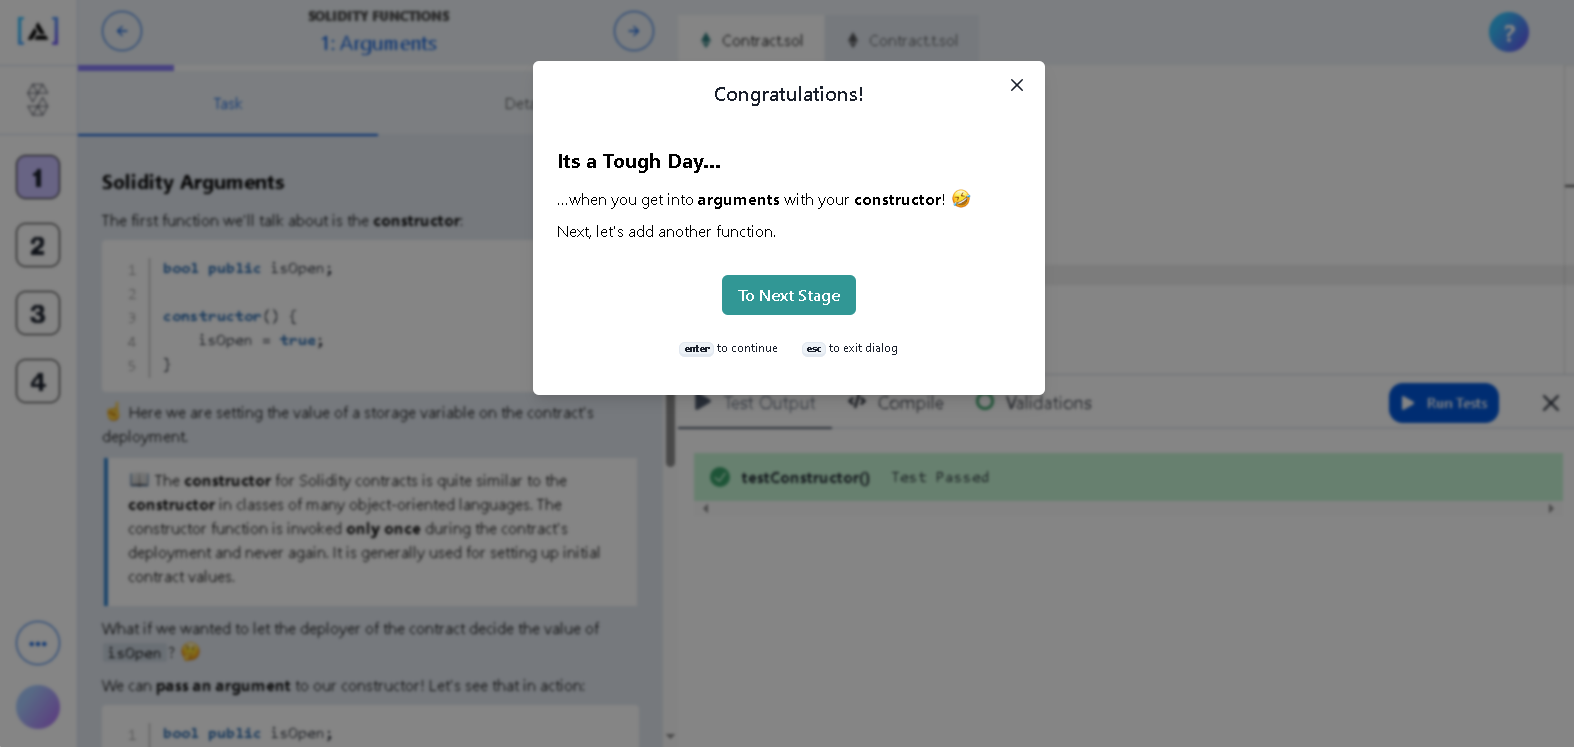 SOLIDITY FUNCTIONS
1: Arguments
Contract.sol
Contract.t.sol
?
Task
Congratulations!
Its a Tough Day...
...when you get into arguments with your constructor! 🤣
Next, let's add another function.
To Next Stage
enter to continue
esc to exit dialog
1
2
3
4
Solidity Arguments
The first function we'll talk about is the constructor:
1 bool public isOpen;
2
3 constructor() {
4 isOpen = true;
5 }
☝ Here we are setting the value of a storage variable on the contract's
deployment.
📖 The constructor for Solidity contracts is quite similar to the
constructor in classes of many object-oriented languages. The
constructor function is invoked only once during the contract's
deployment and never again. It is generally used for setting up initial
contract values.
What if we wanted to let the deployer of the contract decide the value of
isOpen ? 🤔
We can pass an argument to our constructor! Let's see that in action:
1 bool public isOpen;
Test Output
Compile
Validations
Run Tests
testConstructor() Test Passed